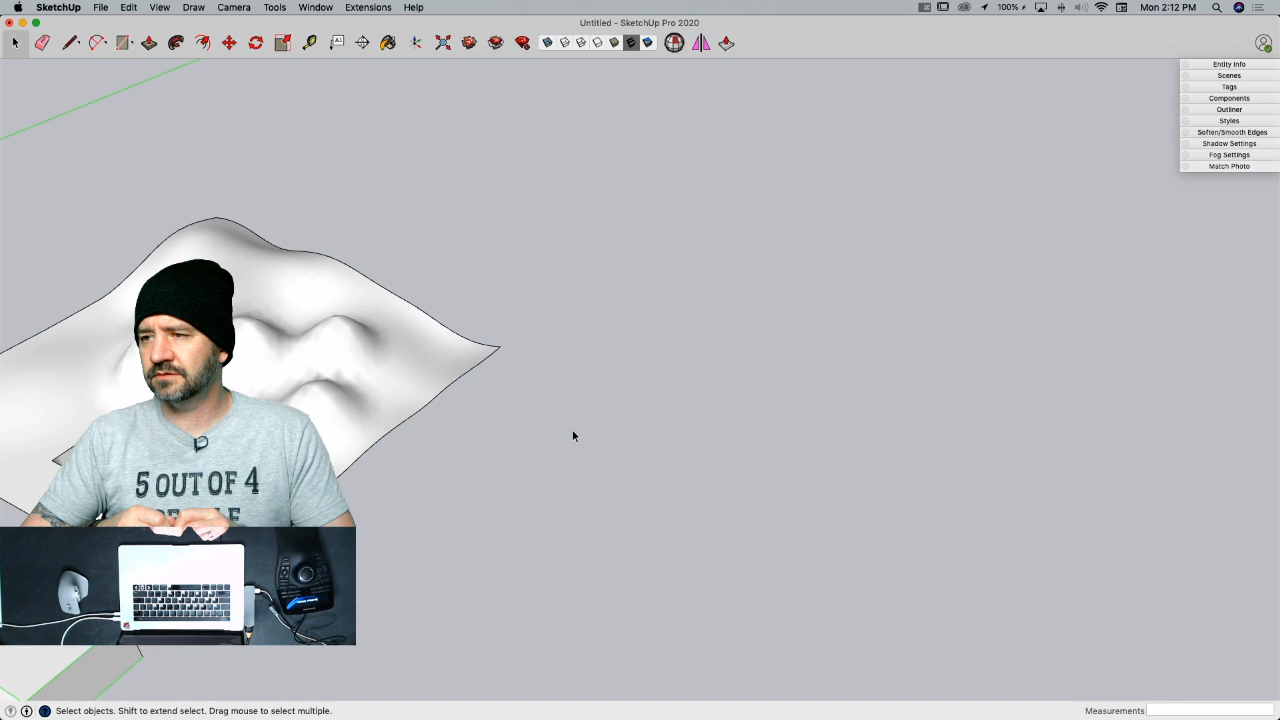 SketchUp File Edit View Draw Camera Tools Window Extensions Help
100% Mon 2:12 PM
Untitled - SketchUp Pro 2020
Entity Info
Scenes
Tags
Components
Outliner
Styles
Soften/Smooth Edges
Shadow Settings
Fog Settings
Match Photo
5 OUT OF 4
Select objects. Shift to extend select. Drag mouse to select multiple.
Measurements